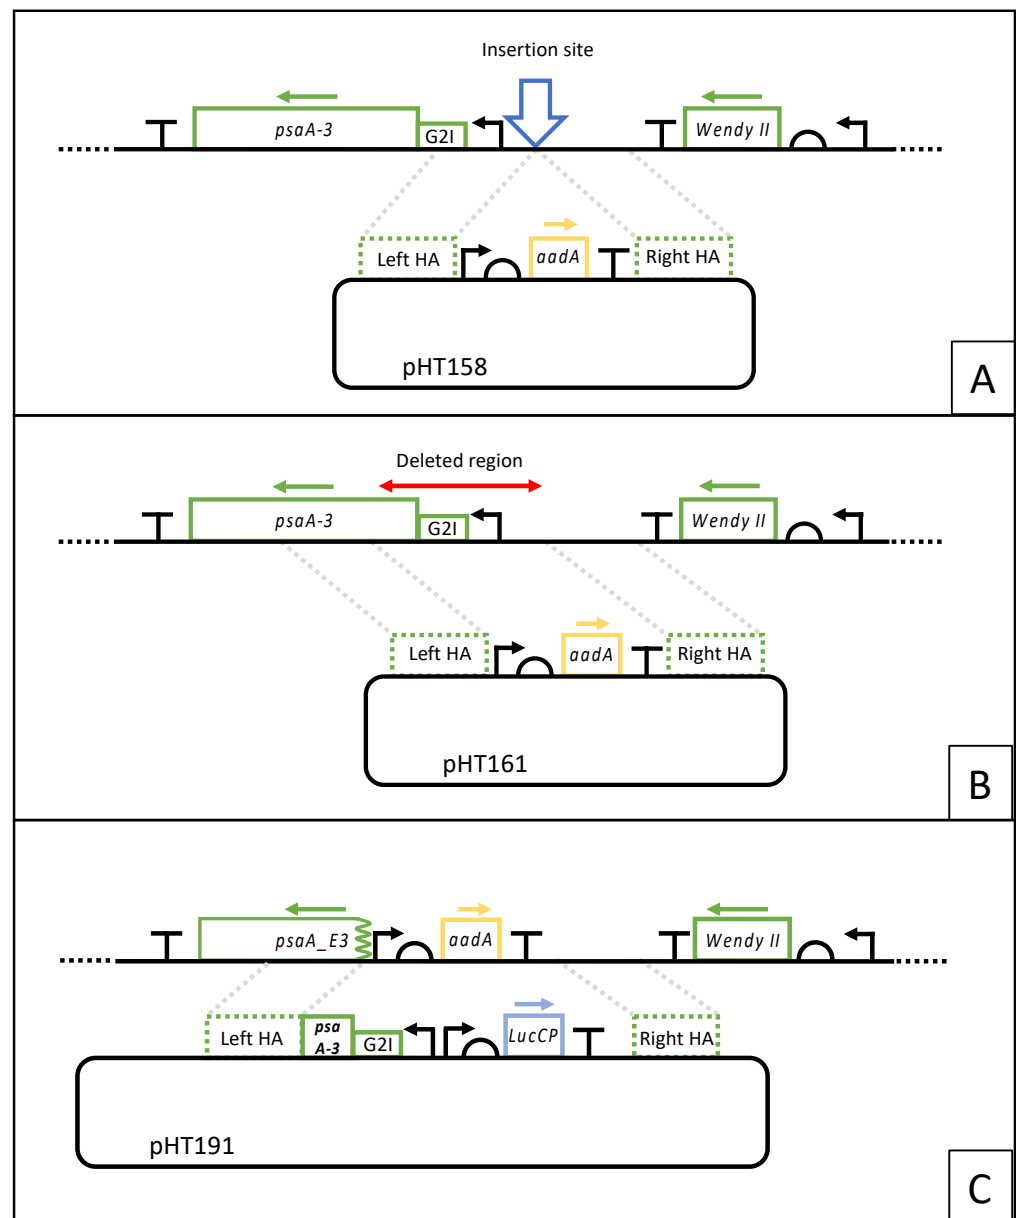 Insertion site
psaA-3
G2I
Wendy II
Left HA
aadA
Right HA
pHT158
A
Deleted region
psaA-3
G2I
Wendy II
Left HA
aadA
Right HA
pHT161
B
psaA_E3
aadA
Wendy II
Left HA
psa
A-3
G2I
LucCP
Right HA
pHT191
C